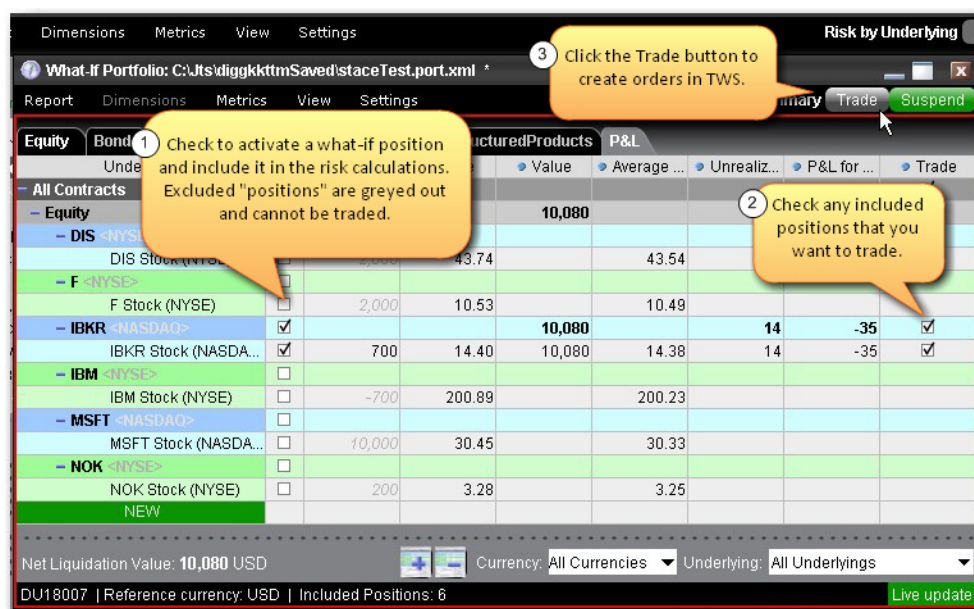 Dimensions Metrics View Settings Risk by Underlying
What-If Portfolio: C:\Jts\diggkkttmSaved\staceTest.port.xml *
Report Dimensions Metrics View Settings Trade Suspend
3 Click the Trade button to
create orders in TWS.
Equity Bond P&L
1 Check to activate a what-if position
and include it in the risk calculations.
Excluded "positions" are greyed out
and cannot be traded.
Value Average ... Unrealiz... P&L for ... Trade
All Contracts
Equity 10,080
2 Check any included
positions that you
want to trade.
DIS <NYSE>
DIS Stock (NYSE) 2,000 43.74 43.54
F <NYSE>
F Stock (NYSE) 2,000 10.53 10.49
IBKR <NASDAQ> 10,080 14 -35
IBKR Stock (NASDA... 700 14.40 10,080 14.38 14 -35
IBM <NYSE>
IBM Stock (NYSE) -700 200.89 200.23
MSFT <NASDAQ>
MSFT Stock (NASDA... 10,000 30.45 30.33
NOK <NYSE>
NOK Stock (NYSE) 200 3.28 3.25
NEW
Net Liquidation Value: 10,080 USD Currency: All Currencies Underlying: All Underlyings
DU18007 | Reference currency: USD | Included Positions: 6 Live update